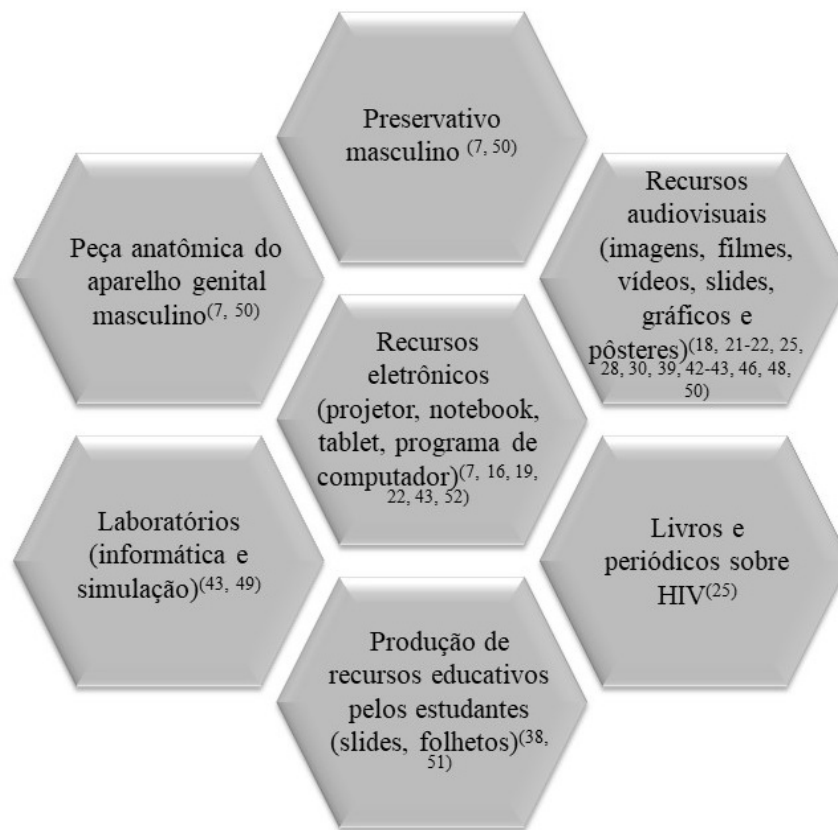 Preservativo
masculino (7, 50)
Peça anatômica do
aparelho genital
masculino(7, 50)
Recursos
audiovisuais
(imagens, filmes,
vídeos, slides,
gráficos e
pôsteres)(18, 21-22, 25,
28, 30, 39, 42-43, 46, 48,
50)
Recursos
eletrônicos
(projetor, notebook,
tablet, programa de
computador)(7, 16, 19,
22, 43, 52)
Laboratórios
(informática e
simulação)(43, 49)
Livros e
periódicos sobre
HIV(25)
Produção de
recursos educativos
pelos estudantes
(slides, folhetos)(38,
51)